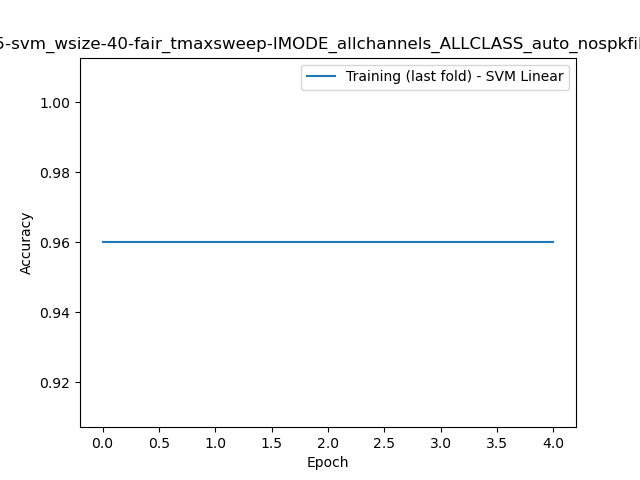 5-svm_wsize-40-fair_tmaxsweep-IMODE_allchannels_ALLCLASS_auto_nospkfil
Training (last fold) - SVM Linear
1.00
0.98
0.96
0.94
0.92
Accuracy
0.0 0.5 1.0 1.5 2.0 2.5 3.0 3.5 4.0
Epoch